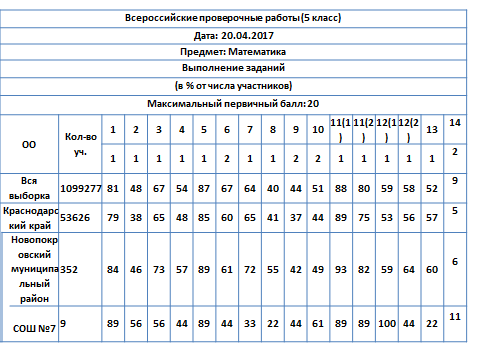 Всероссийские проверочные работы (5 класс)
Дата: 20.04.2017
Предмет: Математика
Выполнение заданий
(в % от числа участников)
Максимальный первичный балл: 20
ОО Кол-во уч. 1 2 3 4 5 6 7 8 9 10 11(1) 11(2) 12(1) 12(2) 13 14
1 1 1 1 1 2 1 1 2 2 1 1 1 1 1 2
Вся выборка 1099277 81 48 67 54 87 67 64 40 44 51 88 80 59 58 52 9
Краснодарский край 53626 79 38 65 48 85 60 65 41 37 44 89 75 53 56 57 5
Новопокровский муниципальный район 352 84 46 73 57 89 61 72 55 42 49 93 82 59 64 60 6
СОШ №7 9 89 56 56 44 89 44 33 22 44 61 89 89 100 44 22 11